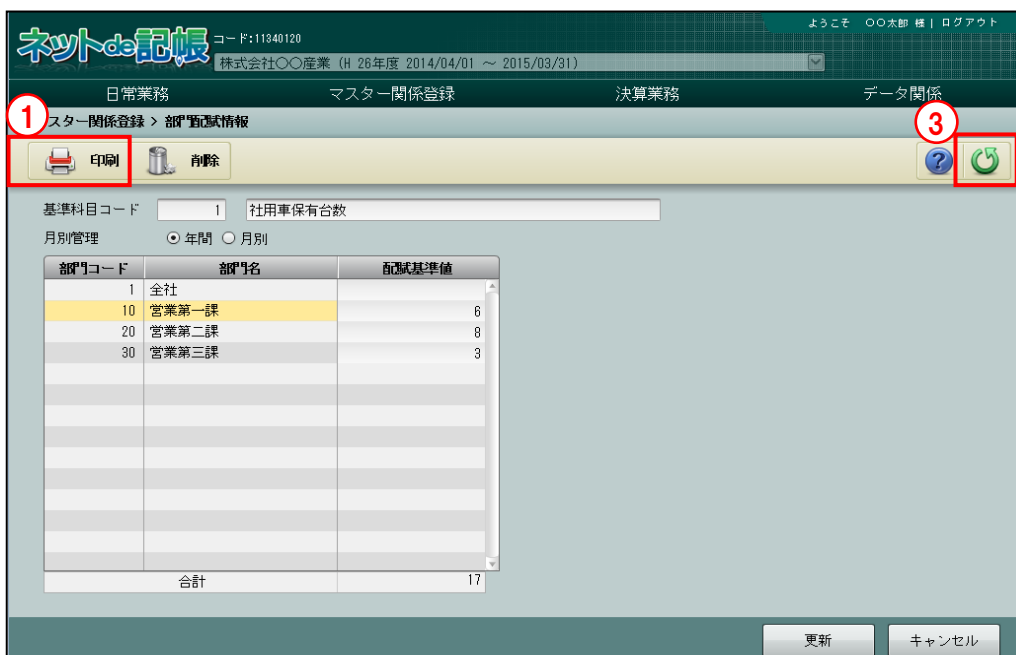 ようこそ 〇〇太郎 様 | ログアウト
ネットde記帳 コード:11340120
株式会社〇〇産業 (H 26年度 2014/04/01 ～ 2015/03/31)
日常業務 マスター関係登録 決算業務 データ関係
① スター関係登録 > 部門配賦情報 ③
印刷 削除 ?
基準科目コード 1 社用車保有台数
月別管理 年間 月別
部門コード 部門名 配賦基準値
1 全社
10 営業第一課 6
20 営業第二課 8
30 営業第三課 3
合計 17
更新 キャンセル